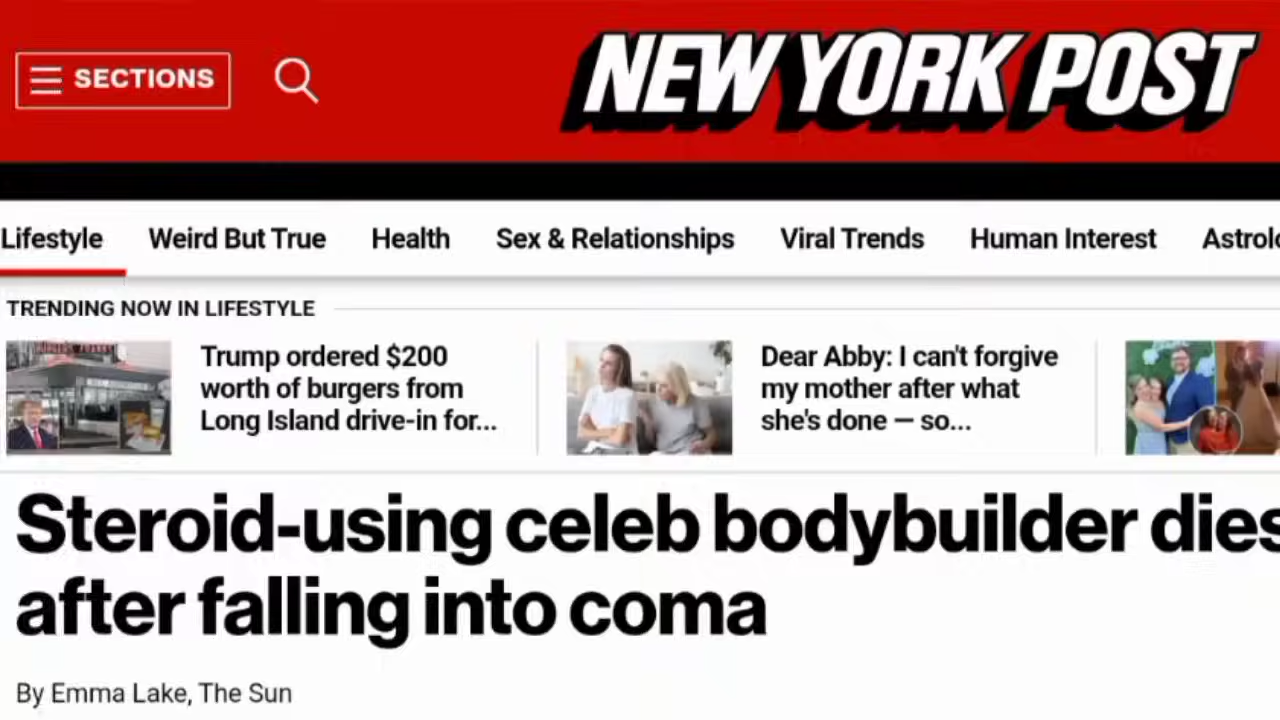 SECTIONS
NEW YORK POST
Lifestyle Weird But True Health Sex & Relationships Viral Trends Human Interest
TRENDING NOW IN LIFESTYLE
Trump ordered $200
worth of burgers from
Long Island drive-in for...
Dear Abby: I can't forgive
my mother after what
she's done — so...
Steroid-using celeb bodybuilder dies
after falling into coma
By Emma Lake, The Sun